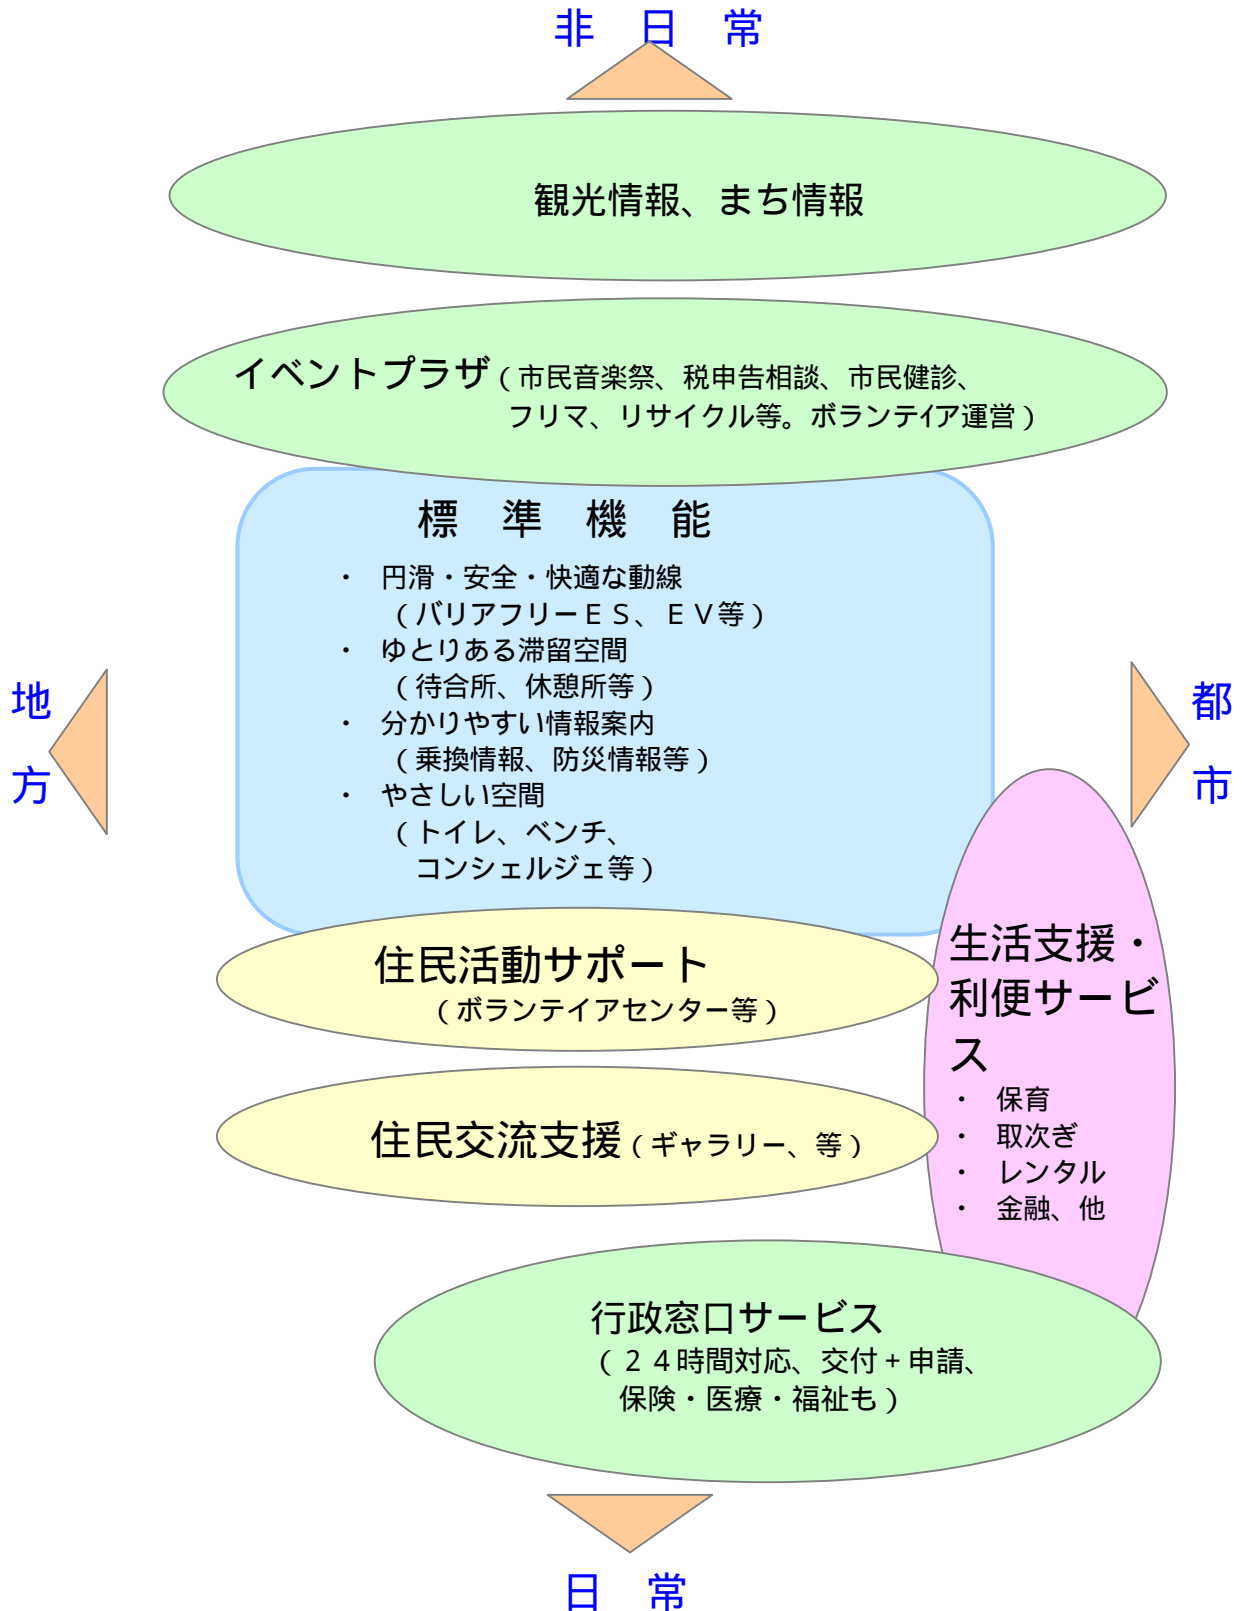 非 日 常
観光情報、まち情報
イベントプラザ（市民音楽祭、税申告相談、市民健診、
フリマ、リサイクル等。ボランテイア運営）
標 準 機 能
・ 円滑・安全・快適な動線
（バリアフリーＥＳ、ＥＶ等）
・ ゆとりある滞留空間
（待合所、休憩所等）
・ 分かりやすい情報案内
（乗換情報、防災情報等）
・ やさしい空間
（トイレ、ベンチ、
コンシェルジェ等）
地
方
都
市
住民活動サポート
（ボランテイアセンター等）
住民交流支援（ギャラリー、等）
生活支援・
利便サービ
ス
・ 保育
・ 取次ぎ
・ レンタル
・ 金融、他
行政窓口サービス
（２４時間対応、交付＋申請、
保険・医療・福祉も）
日 常